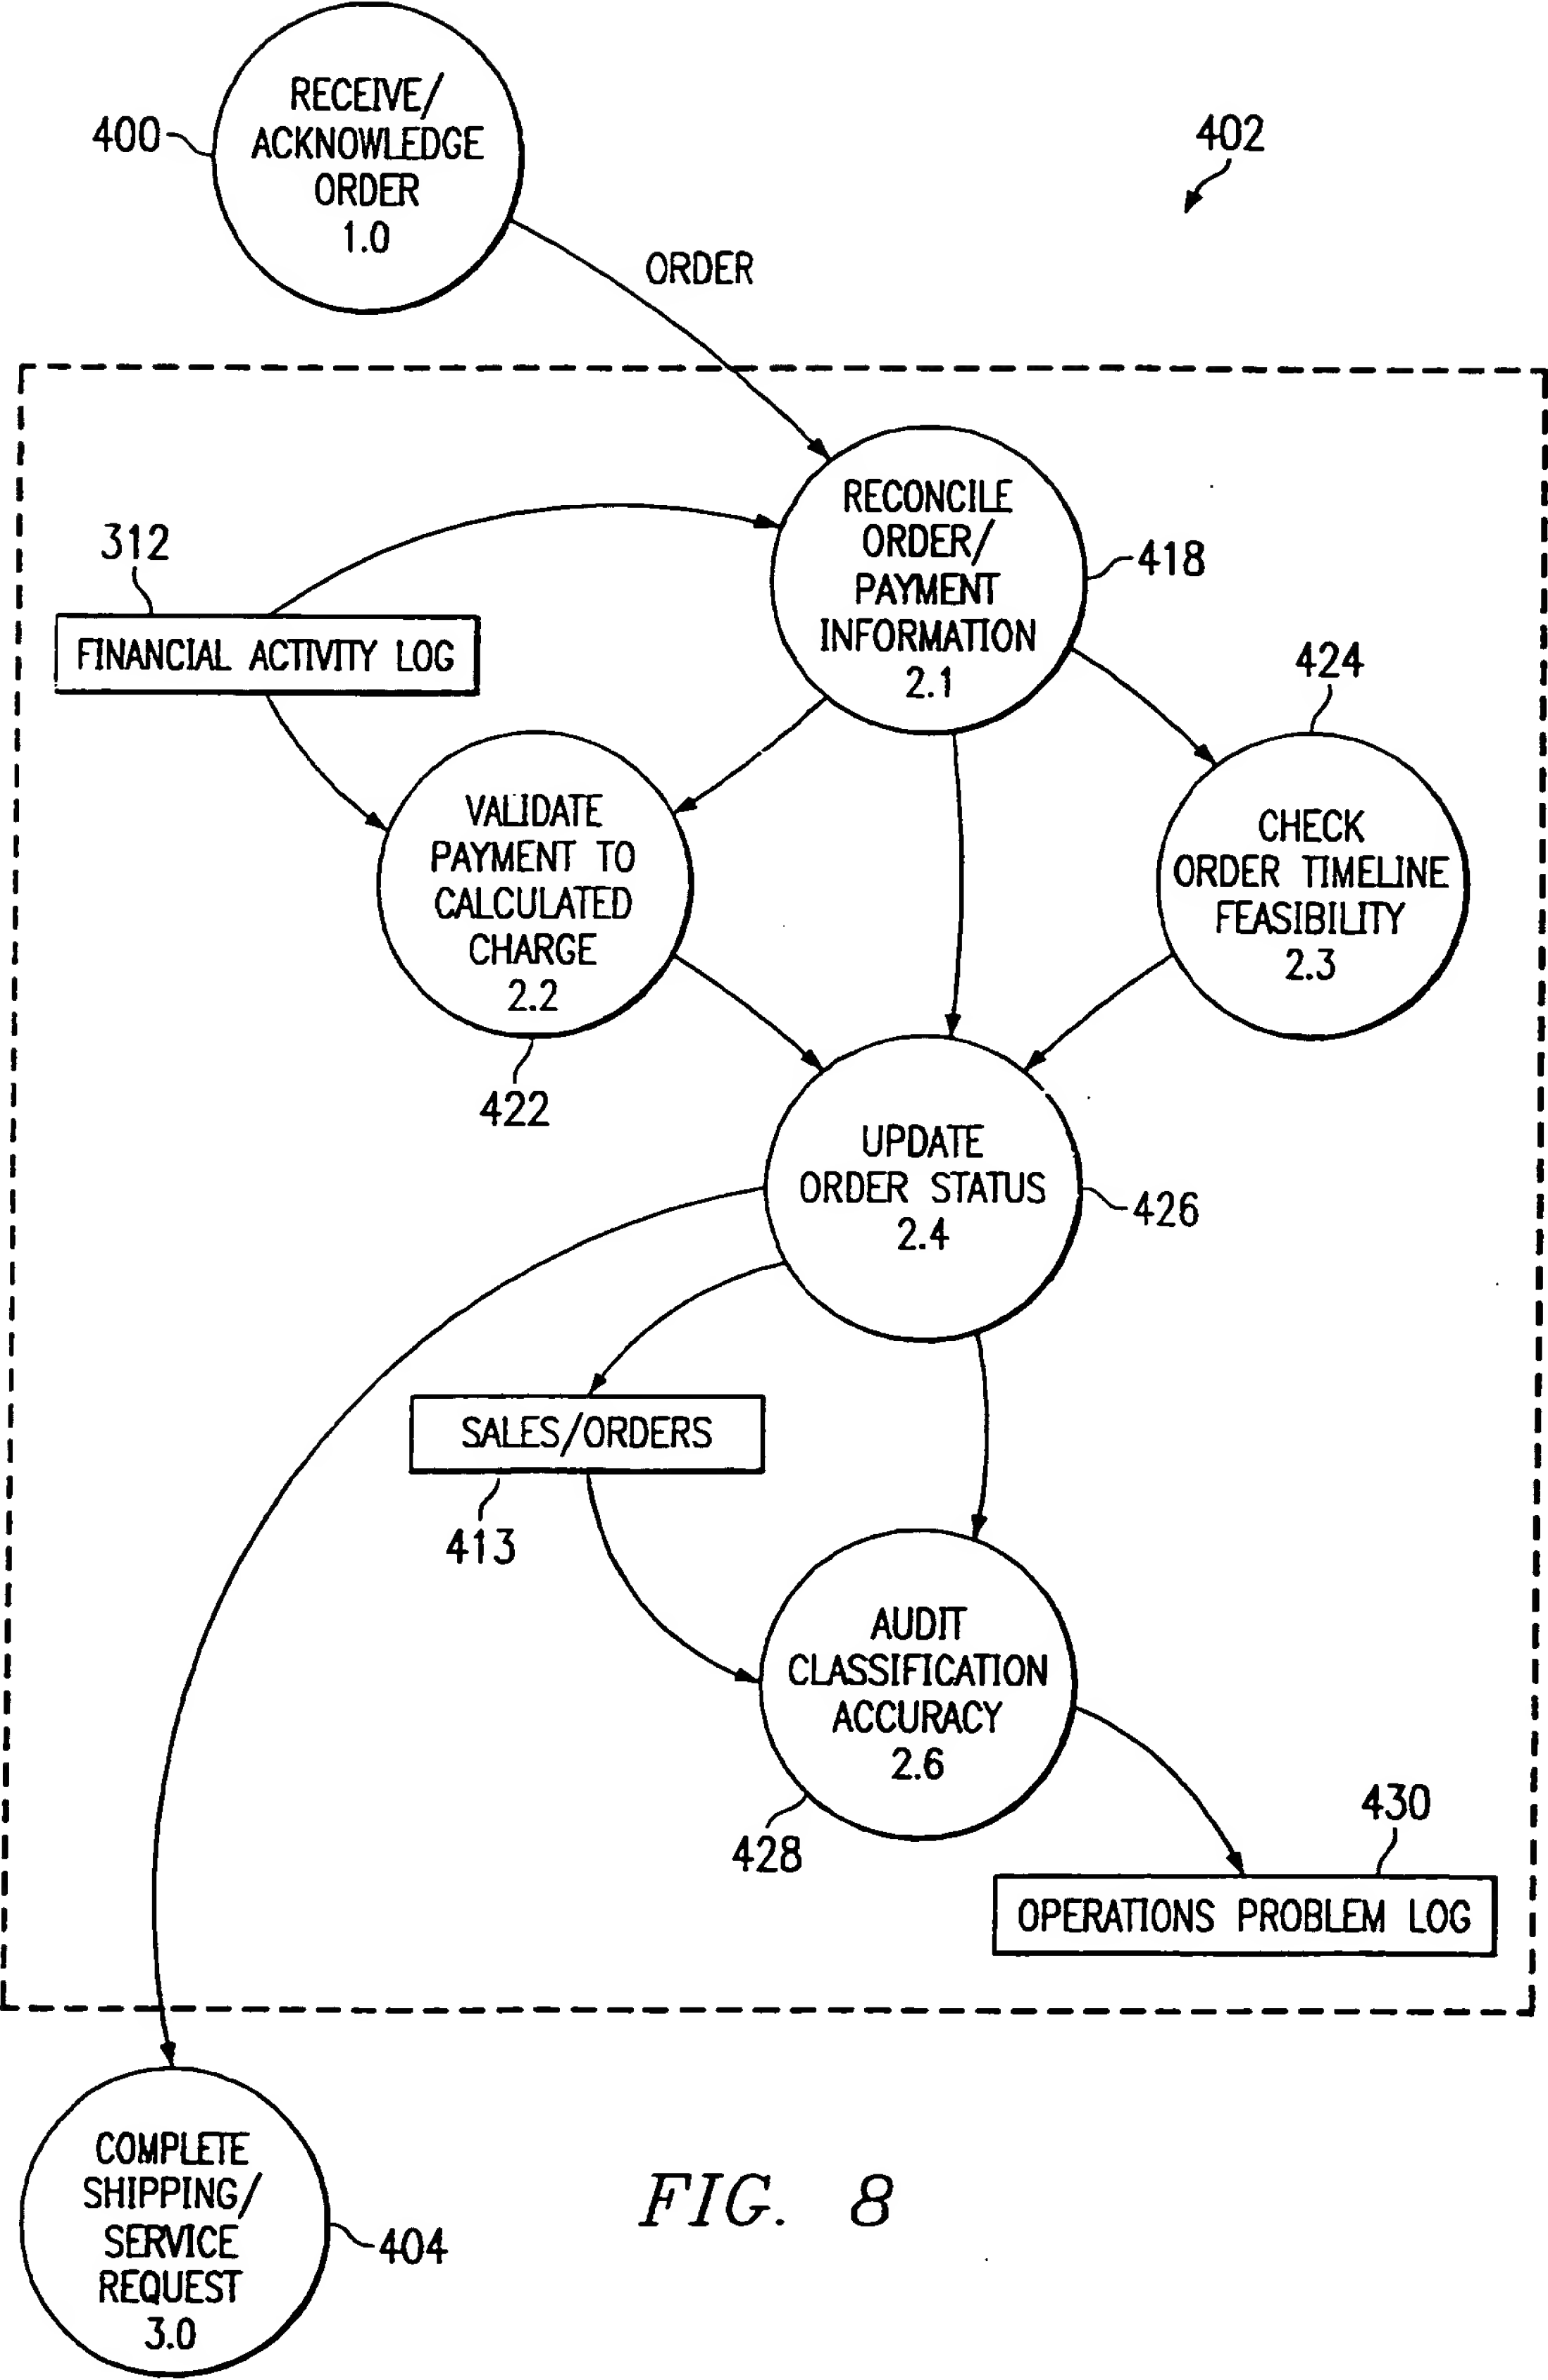 RECEIVE/
ACKNOWLEDGE
ORDER
1.0
400
402
ORDER
RECONCILE
ORDER/
PAYMENT
INFORMATION
2.1
418
312
FINANCIAL ACTIVITY LOG
424
VALIDATE
PAYMENT TO
CALCULATED
CHARGE
2.2
422
CHECK
ORDER TIMELINE
FEASIBILITY
2.3
UPDATE
ORDER STATUS
2.4
426
SALES/ORDERS
413
AUDIT
CLASSIFICATION
ACCURACY
2.6
428
430
OPERATIONS PROBLEM LOG
COMPLETE
SHIPPING/
SERVICE
REQUEST
3.0
404
FIG. 8